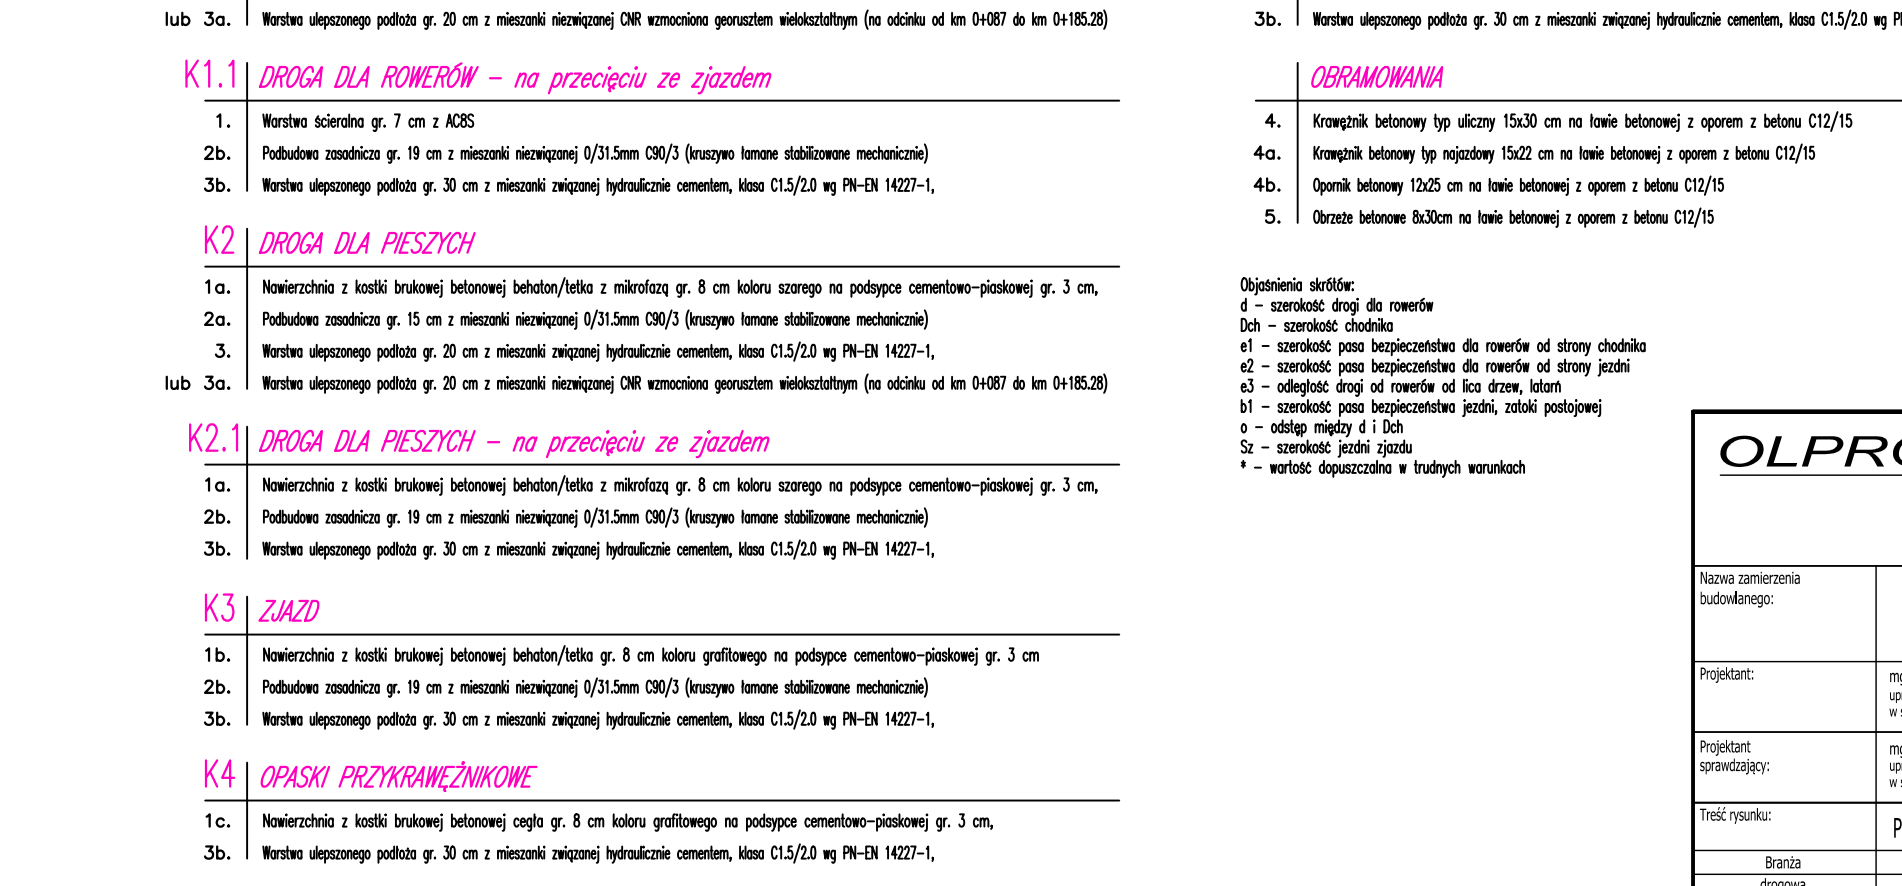 lub 3a. Warstwa ulepszonego podłoża gr. 20 cm z mieszanki niezwiązanej CNR wzmocniona georusztem wielokształtnym (na odcinku od km 0+087 do km 0+185.28)
K1.1 DROGA DLA ROWERÓW – na przecięciu ze zjazdem
1. Warstwa ścieralna gr. 7 cm z AC8S
2b. Podbudowa zasadnicza gr. 19 cm z mieszanki niezwiązanej 0/31.5mm C90/3 (kruszywo łamane stabilizowane mechanicznie)
3b. Warstwa ulepszonego podłoża gr. 30 cm z mieszanki związanej hydraulicznie cementem, klasa C1.5/2.0 wg PN-EN 14227-1,
K2 DROGA DLA PIESZYCH
1a. Nawierzchnia z kostki brukowej betonowej behaton/tetka z mikrofazą gr. 8 cm koloru szarego na podsypce cementowo-piaskowej gr. 3 cm,
2a. Podbudowa zasadnicza gr. 15 cm z mieszanki niezwiązanej 0/31.5mm C90/3 (kruszywo łamane stabilizowane mechanicznie)
3. Warstwa ulepszonego podłoża gr. 20 cm z mieszanki związanej hydraulicznie cementem, klasa C1.5/2.0 wg PN-EN 14227-1,
lub 3a. Warstwa ulepszonego podłoża gr. 20 cm z mieszanki niezwiązanej CNR wzmocniona georusztem wielokształtnym (na odcinku od km 0+087 do km 0+185.28)
K2.1 DROGA DLA PIESZYCH – na przecięciu ze zjazdem
1a. Nawierzchnia z kostki brukowej betonowej behaton/tetka z mikrofazą gr. 8 cm koloru szarego na podsypce cementowo-piaskowej gr. 3 cm,
2b. Podbudowa zasadnicza gr. 19 cm z mieszanki niezwiązanej 0/31.5mm C90/3 (kruszywo łamane stabilizowane mechanicznie)
3b. Warstwa ulepszonego podłoża gr. 30 cm z mieszanki związanej hydraulicznie cementem, klasa C1.5/2.0 wg PN-EN 14227-1,
K3 ZJAZD
1b. Nawierzchnia z kostki brukowej betonowej behaton/tetka gr. 8 cm koloru grafitowego na podsypce cementowo-piaskowej gr. 3 cm
2b. Podbudowa zasadnicza gr. 19 cm z mieszanki niezwiązanej 0/31.5mm C90/3 (kruszywo łamane stabilizowane mechanicznie)
3b. Warstwa ulepszonego podłoża gr. 30 cm z mieszanki związanej hydraulicznie cementem, klasa C1.5/2.0 wg PN-EN 14227-1,
K4 OPASKI PRZYKRAWĘŻNIKOWE
1c. Nawierzchnia z kostki brukowej betonowej cegła gr. 8 cm koloru grafitowego na podsypce cementowo-piaskowej gr. 3 cm,
3b. Warstwa ulepszonego podłoża gr. 30 cm z mieszanki związanej hydraulicznie cementem, klasa C1.5/2.0 wg PN-EN 14227-1,
3b. Warstwa ulepszonego podłoża gr. 30 cm z mieszanki związanej hydraulicznie cementem, klasa C1.5/2.0 wg
OBRAMOWANIA
4. Krawężnik betonowy typ uliczny 15x30 cm na ławie betonowej z oporem z betonu C12/15
4a. Krawężnik betonowy typ najazdowy 15x22 cm na ławie betonowej z oporem z betonu C12/15
4b. Opornik betonowy 12x25 cm na ławie betonowej z oporem z betonu C12/15
5. Obrzeże betonowe 8x30cm na ławie betonowej z oporem z betonu C12/15
Objaśnienia skrótów:
d – szerokość drogi dla rowerów
Dch – szerokość chodnika
e1 – szerokość pasa bezpieczeństwa dla rowerów od strony chodnika
e2 – szerokość pasa bezpieczeństwa dla rowerów od strony jezdni
e3 – odległość drogi od rowerów od lica drzew, latarń
b1 – szerokość pasa bezpieczeństwa jezdni, zatoki postojowej
o – odstęp między d i Dch
Sz – szerokość jezdni zjazdu
* – wartość dopuszczalna w trudnych warunkach
Nazwa zamierzenia
budowlanego:
Projektant:
Projektant
sprawdzający:
Treść rysunku:
Branża
drogowa